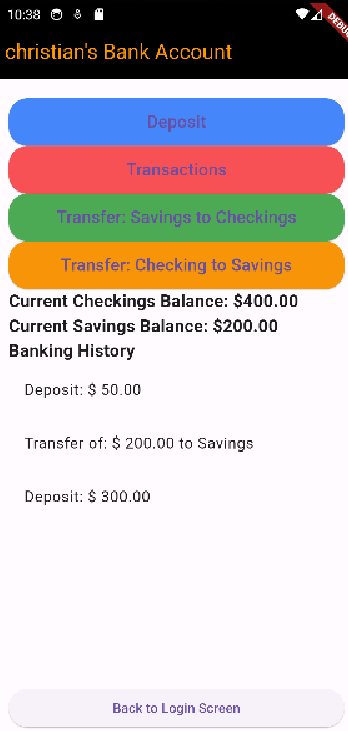 10:38
DEBUG
christian's Bank Account
Deposit
Transactions
Transfer: Savings to Checkings
Transfer: Checking to Savings
Current Checkings Balance: $400.00
Current Savings Balance: $200.00
Banking History
Deposit: $ 50.00
Transfer of: $ 200.00 to Savings
Deposit: $ 300.00
Back to Login Screen